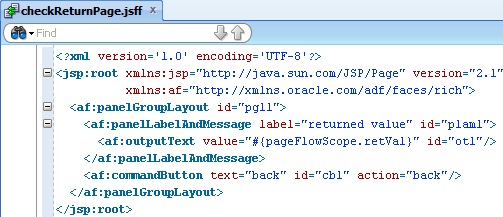 checkReturnPage.jsff
Find
<?xml version='1.0' encoding='UTF-8'?>
<jsp:root xmlns:jsp="http://java.sun.com/JSP/Page" version="2.1"
xmlns:af="http://xmlns.oracle.com/adf/faces/rich">
<af:panelGroupLayout id="pgl1">
<af:panelLabelAndMessage label="returned value" id="plam1">
<af:outputText value="#{pageFlowScope.retVal}" id="ot1"/>
</af:panelLabelAndMessage>
<af:commandButton text="back" id="cb1" action="back"/>
</af:panelGroupLayout>
</jsp:root>